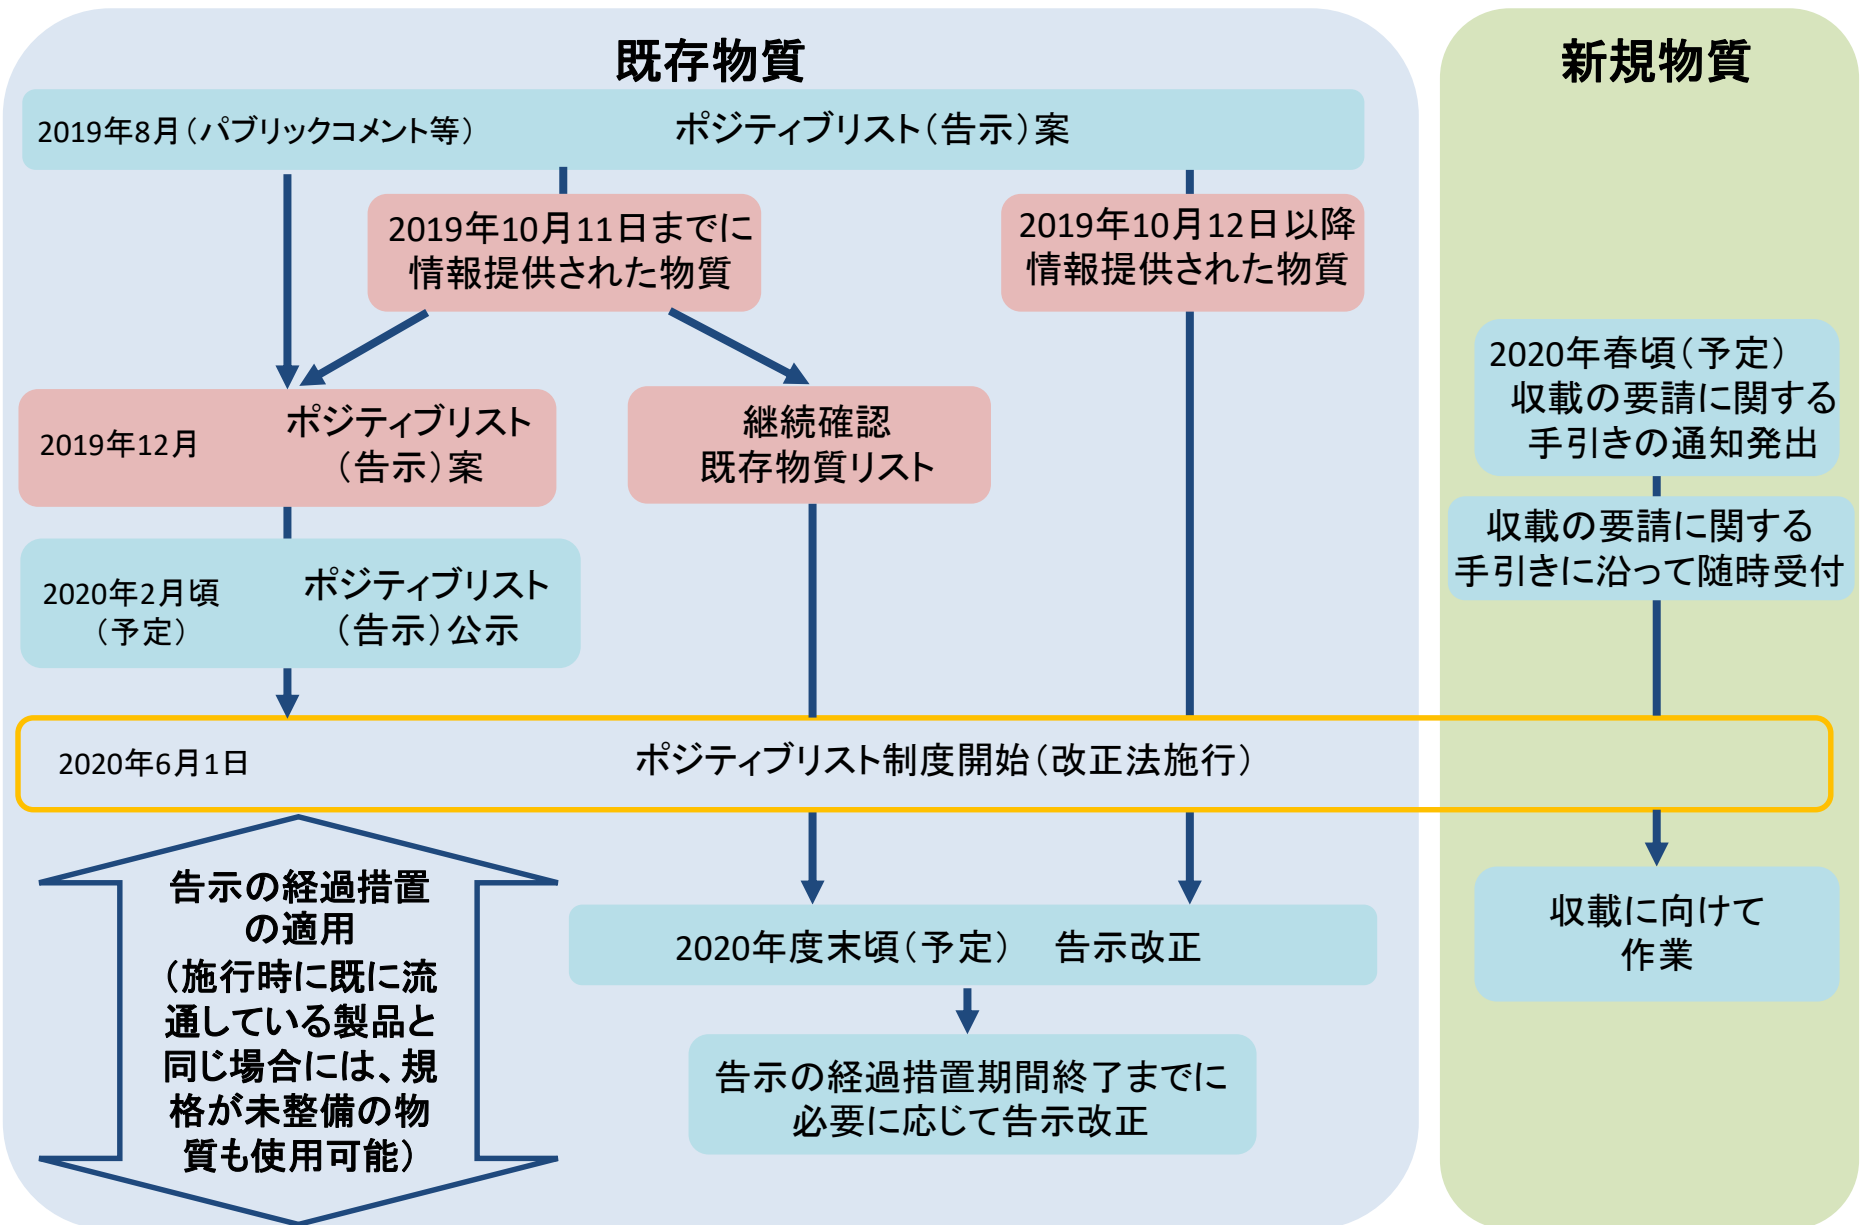 既存物質
新規物質
2019年8月（パブリックコメント等） ポジティブリスト（告示）案
2019年10月11日までに
情報提供された物質
2019年10月12日以降
情報提供された物質
2019年12月
ポジティブリスト
（告示）案
継続確認
既存物質リスト
2020年春頃（予定）
収載の要請に関する
手引きの通知発出
収載の要請に関する
手引きに沿って随時受付
2020年2月頃
（予定）
ポジティブリスト
（告示）公示
2020年6月1日 ポジティブリスト制度開始（改正法施行）
告示の経過措置
の適用
（施行時に既に流
通している製品と
同じ場合には、規
格が未整備の物
質も使用可能）
2020年度末頃（予定） 告示改正
告示の経過措置期間終了までに
必要に応じて告示改正
収載に向けて
作業